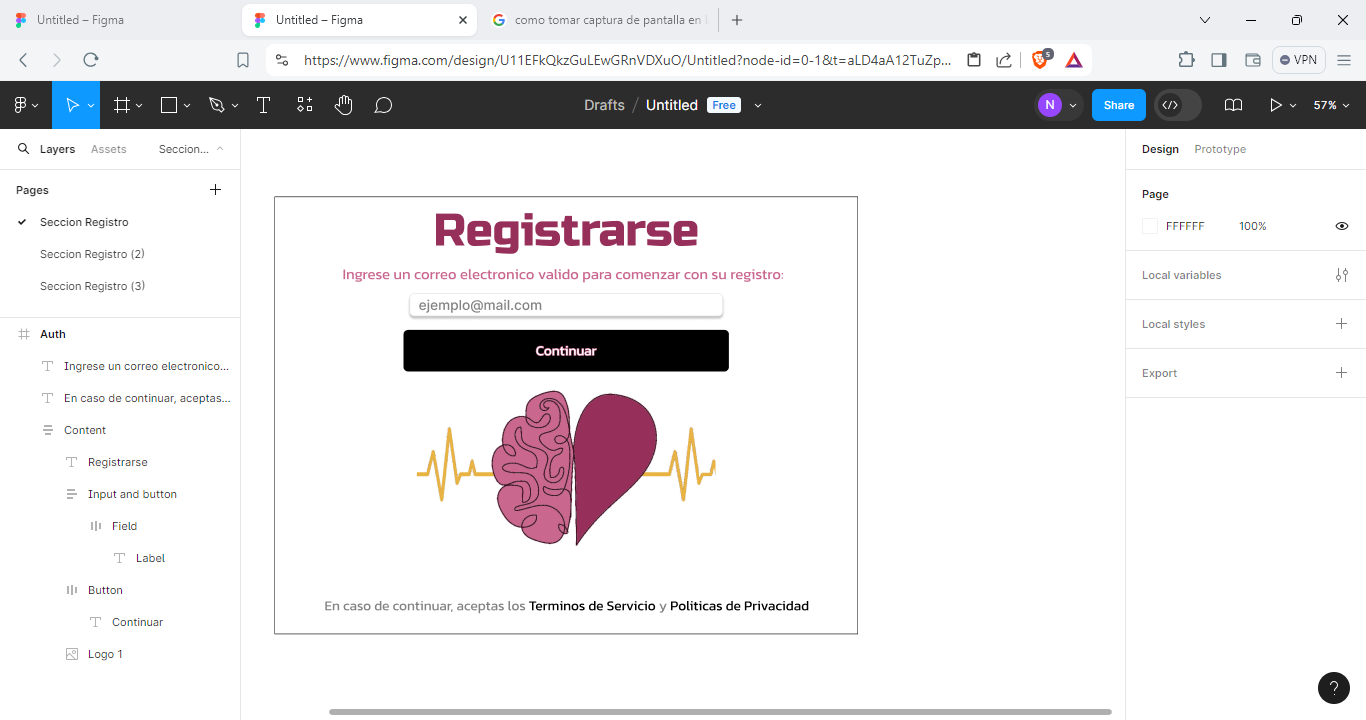 Untitled – Figma
Untitled – Figma
como tomar captura de pantalla en
https://www.figma.com/design/U11EFkQkzGuLEwGRnVDXuO/Untitled?node-id=0-1&t=aLD4aA12TuZp...
5
VPN
Drafts / Untitled Free
N
Share
57%
Layers
Assets
Seccion...
Pages
Seccion Registro
Seccion Registro (2)
Seccion Registro (3)
Auth
Ingrese un correo electronico...
En caso de continuar, aceptas...
Content
Registrarse
Input and button
Field
Label
Button
Continuar
Logo 1
Registrarse
Ingrese un correo electronico valido para comenzar con su registro:
ejemplo@mail.com
Continuar
En caso de continuar, aceptas los Terminos de Servicio y Politicas de Privacidad
Design
Prototype
Page
FFFFFF 100%
Local variables
Local styles
Export
?